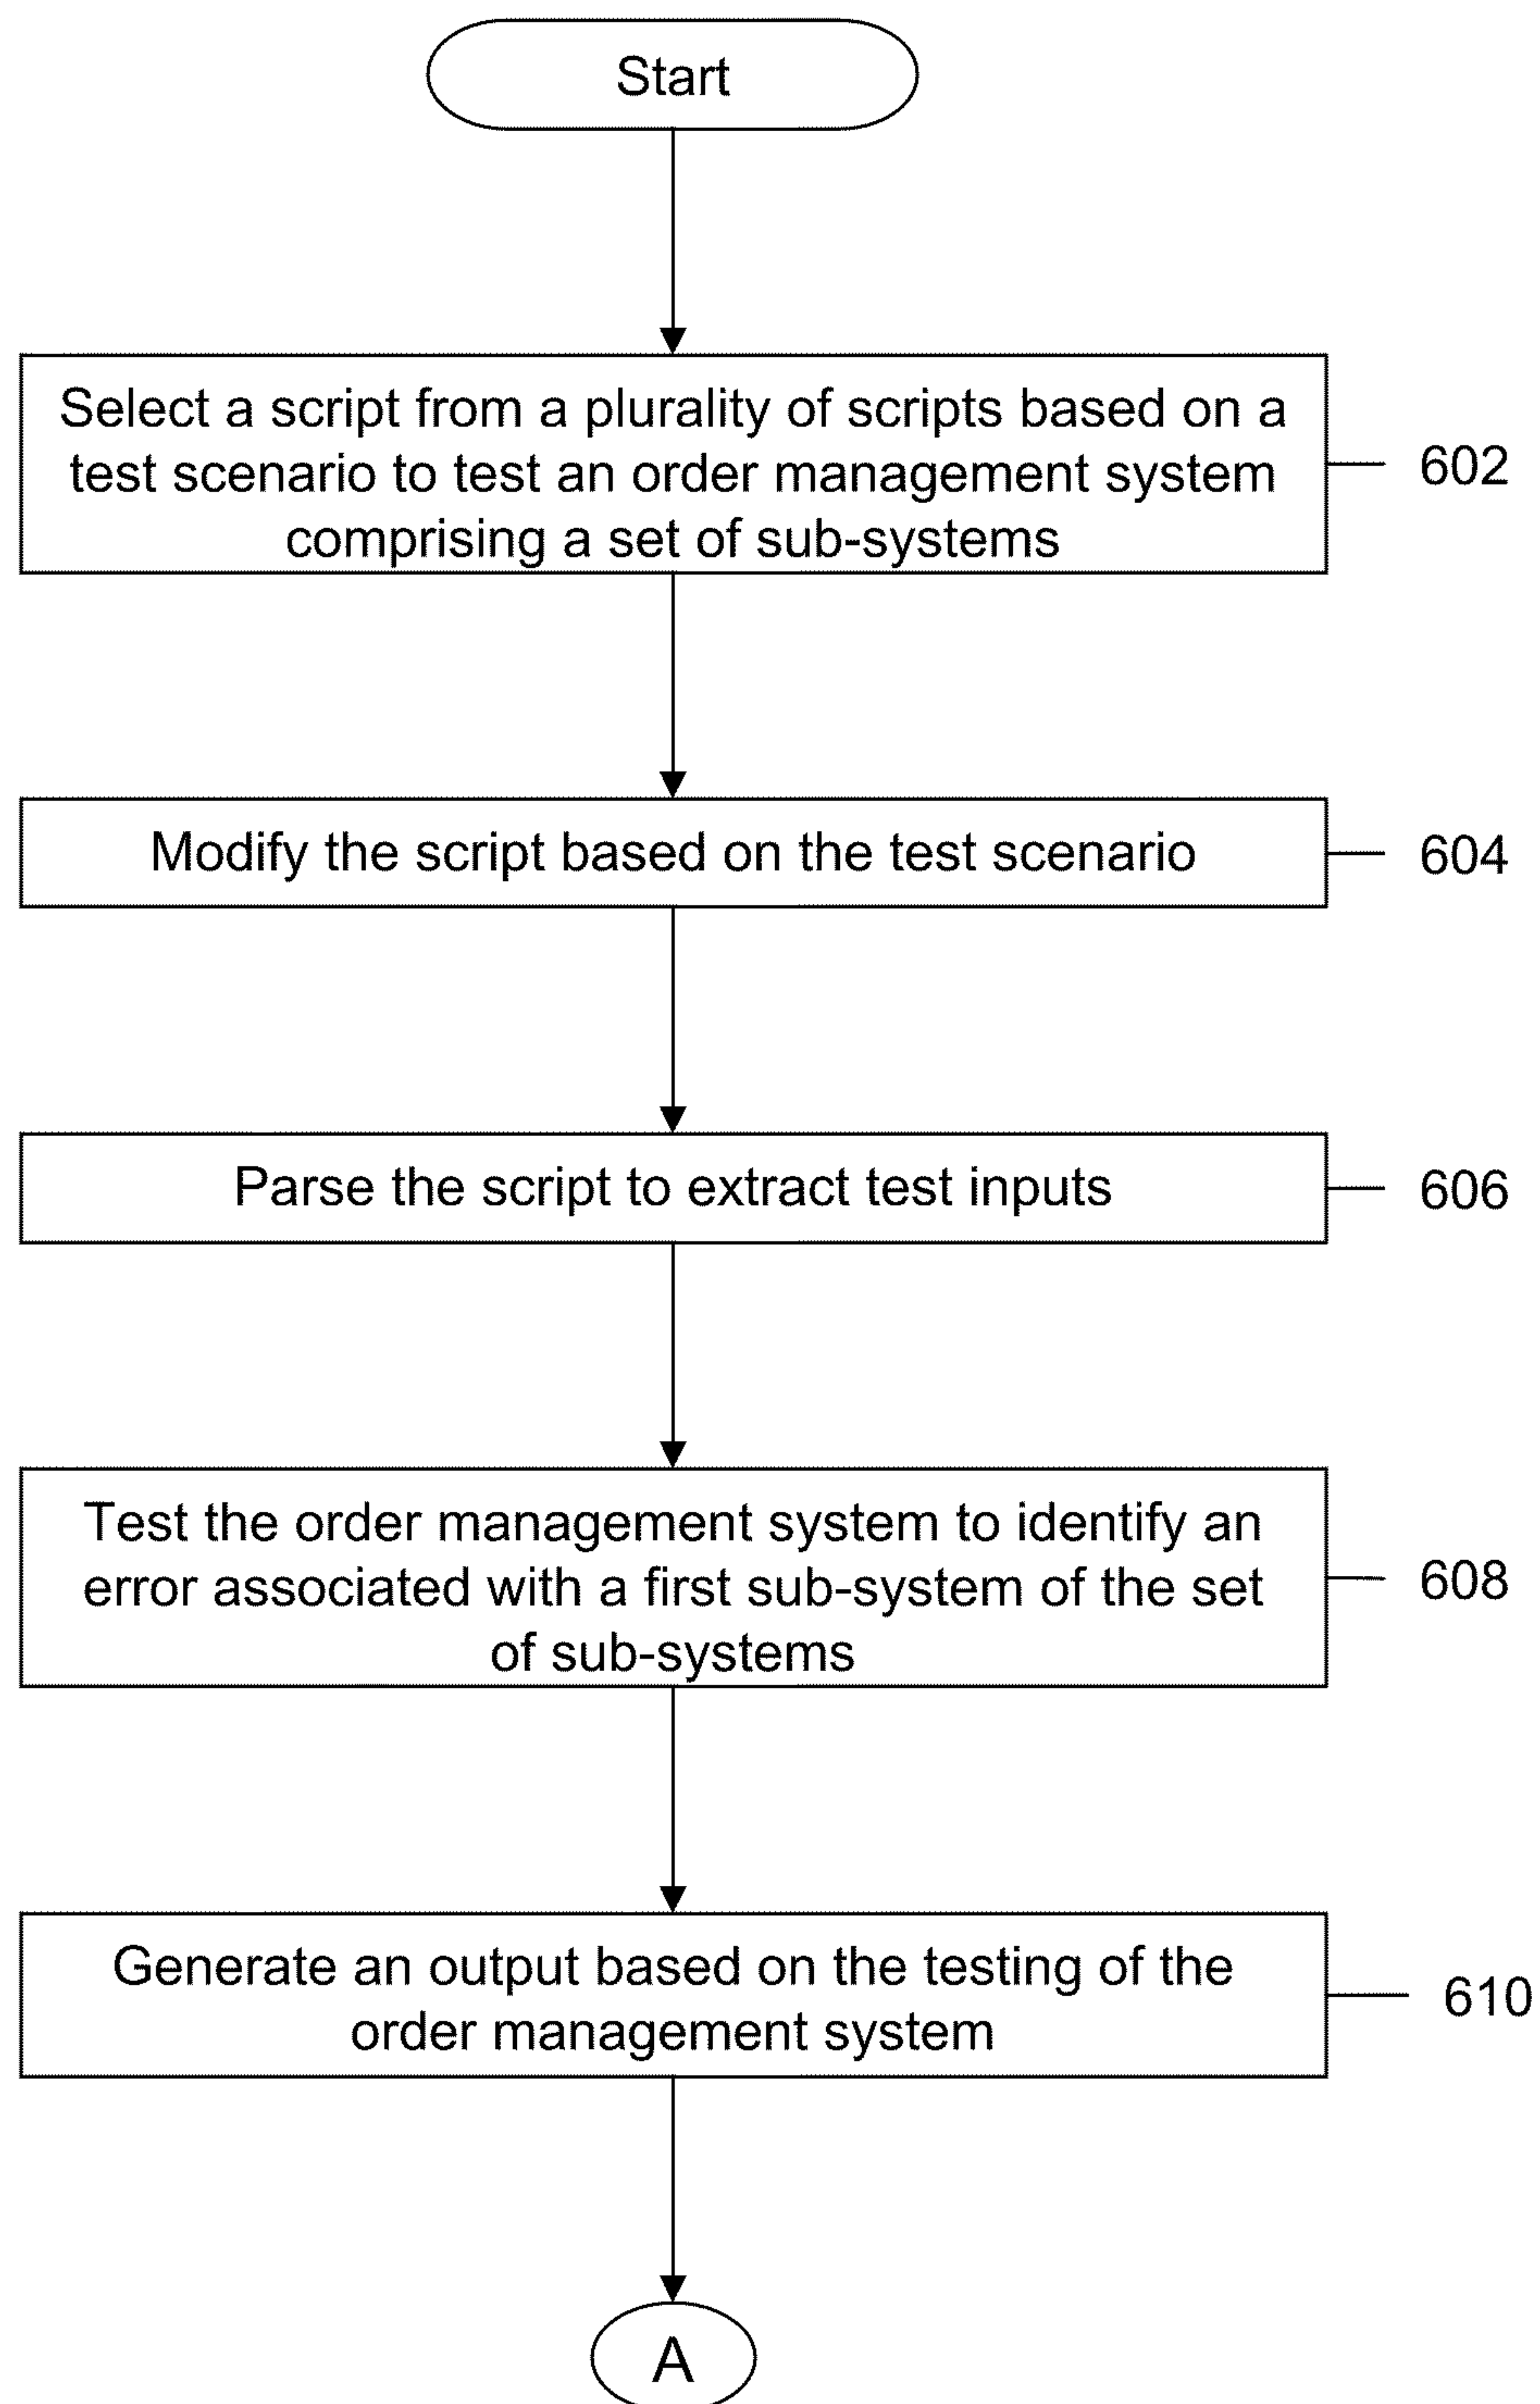 Start
Select a script from a plurality of scripts based on a
test scenario to test an order management system
comprising a set of sub-systems
602
Modify the script based on the test scenario
604
Parse the script to extract test inputs
606
Test the order management system to identify an
error associated with a first sub-system of the set
of sub-systems
608
Generate an output based on the testing of the
order management system
610
A